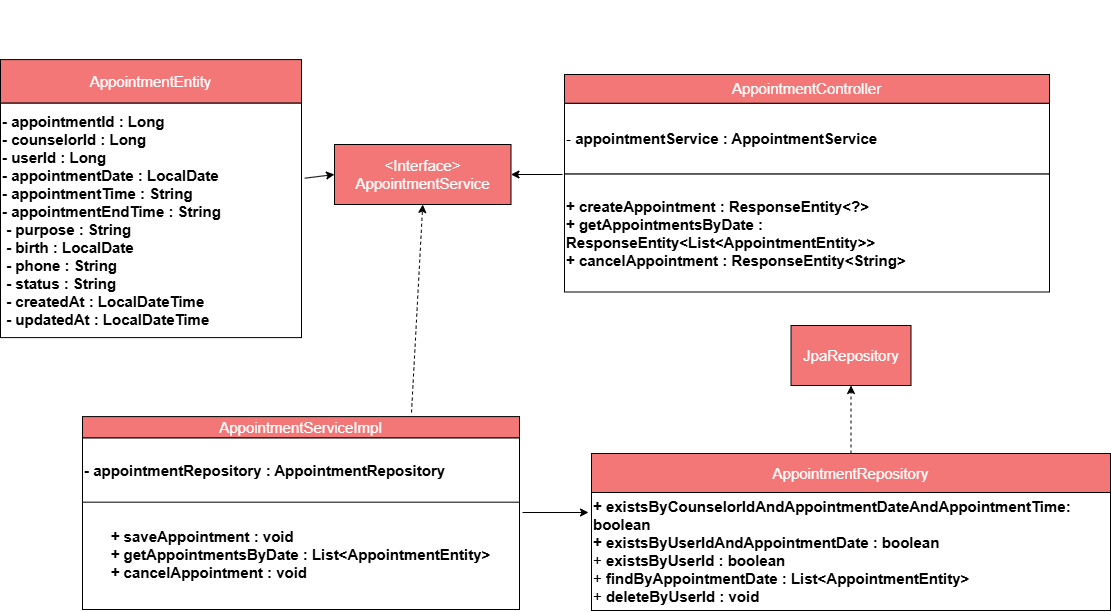 AppointmentEntity
- appointmentId : Long
- counselorId : Long
- userId : Long
- appointmentDate : LocalDate
- appointmentTime : String
- appointmentEndTime : String
- purpose : String
- birth : LocalDate
- phone : String
- status : String
- createdAt : LocalDateTime
- updatedAt : LocalDateTime
<Interface>
AppointmentService
AppointmentController
- appointmentService : AppointmentService
+ createAppointment : ResponseEntity<?>
+ getAppointmentsByDate :
ResponseEntity<List<AppointmentEntity>>
+ cancelAppointment : ResponseEntity<String>
JpaRepository
AppointmentServiceImpl
- appointmentRepository : AppointmentRepository
+ saveAppointment : void
+ getAppointmentsByDate : List<AppointmentEntity>
+ cancelAppointment : void
AppointmentRepository
+ existsByCounselorIdAndAppointmentDateAndAppointmentTime:
boolean
+ existsByUserIdAndAppointmentDate : boolean
+ existsByUserId : boolean
+ findByAppointmentDate : List<AppointmentEntity>
+ deleteByUserId : void